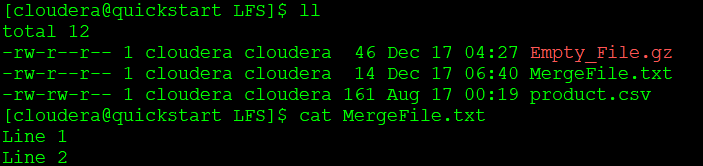 [cloudera@quickstart LFS]$ ll
total 12
-rw-r--r-- 1 cloudera cloudera  46 Dec 17 04:27 Empty_File.gz
-rw-r--r-- 1 cloudera cloudera  14 Dec 17 06:40 MergeFile.txt
-rw-rw-r-- 1 cloudera cloudera 161 Aug 17 00:19 product.csv
[cloudera@quickstart LFS]$ cat MergeFile.txt
Line 1
Line 2